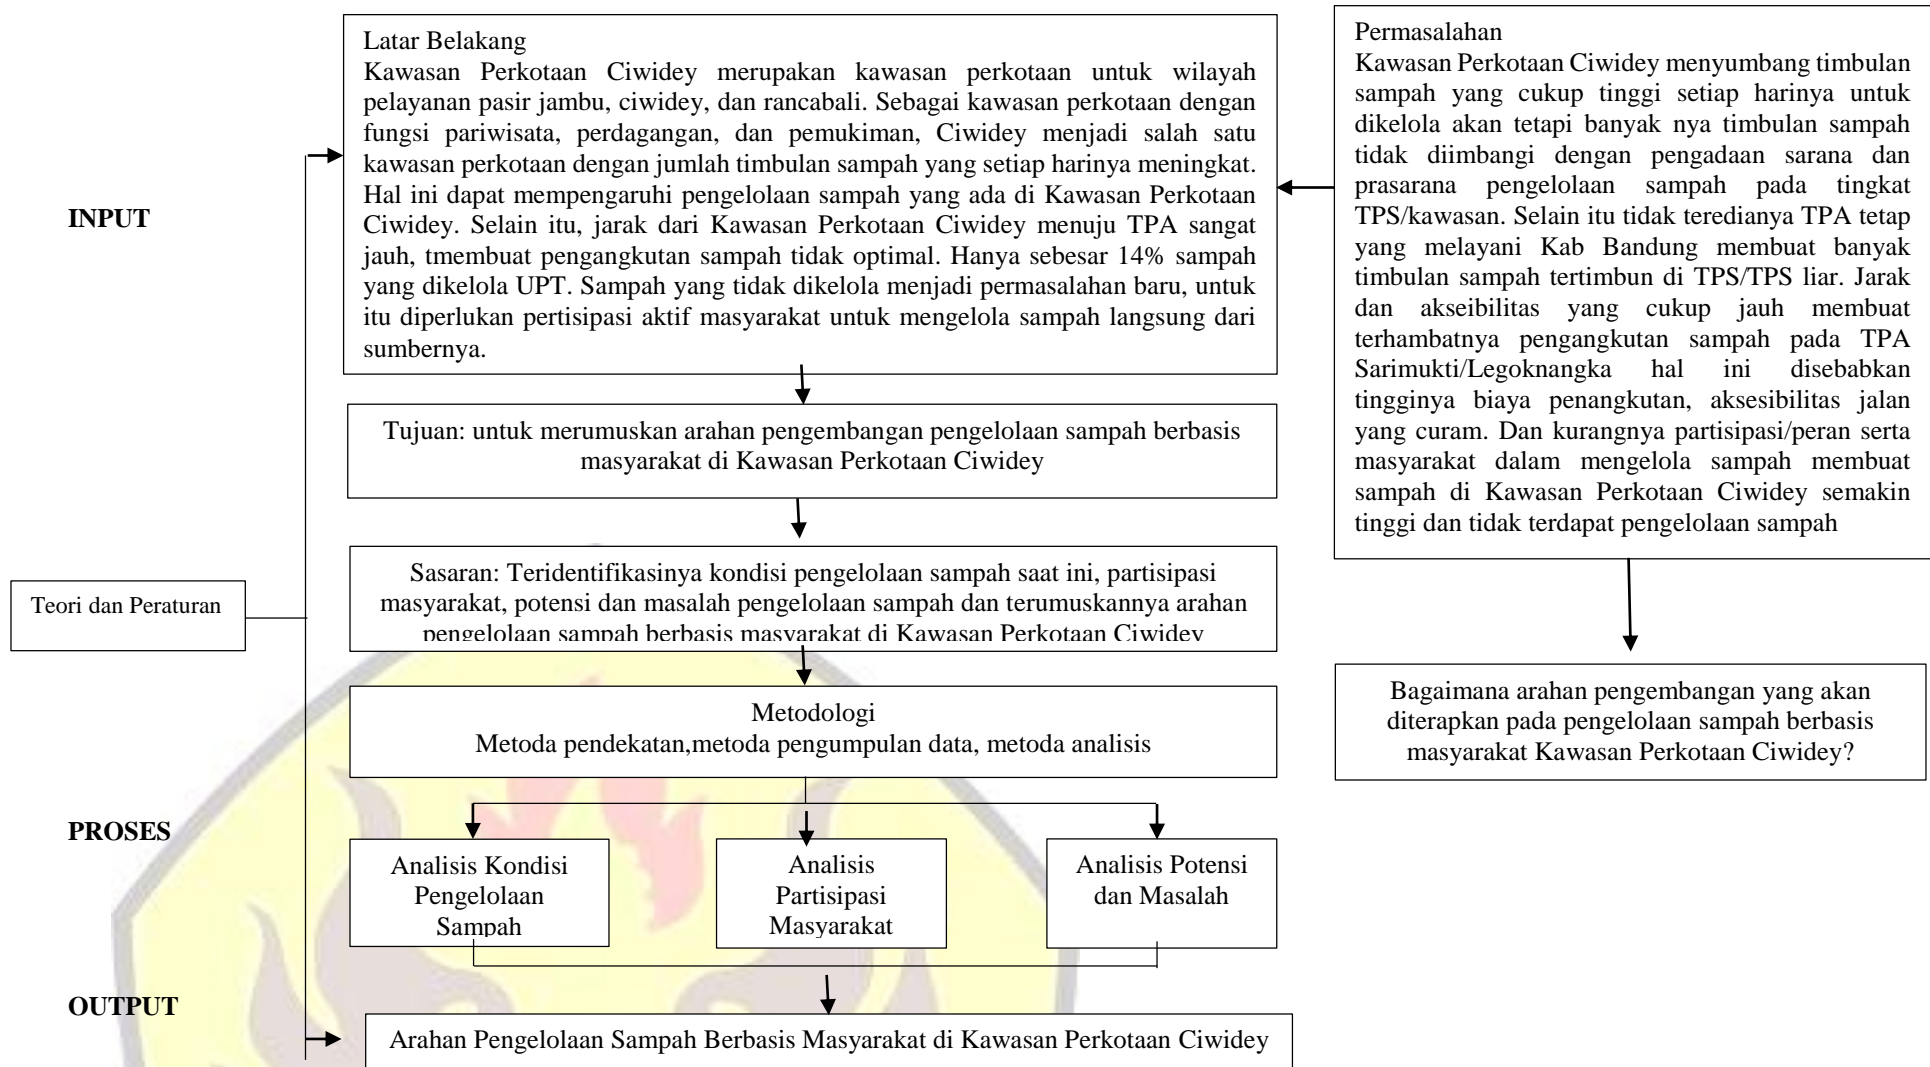 Latar Belakang
Kawasan Perkotaan Ciwidey merupakan kawasan perkotaan untuk wilayah
pelayanan pasir jambu, ciwidey, dan rancabali. Sebagai kawasan perkotaan dengan
fungsi pariwisata, perdagangan, dan pemukiman, Ciwidey menjadi salah satu
kawasan perkotaan dengan jumlah timbulan sampah yang setiap harinya meningkat.
Hal ini dapat mempengaruhi pengelolaan sampah yang ada di Kawasan Perkotaan
Ciwidey. Selain itu, jarak dari Kawasan Perkotaan Ciwidey menuju TPA sangat
jauh, tmembuat pengangkutan sampah tidak optimal. Hanya sebesar 14% sampah
yang dikelola UPT. Sampah yang tidak dikelola menjadi permasalahan baru, untuk
itu diperlukan pertisipasi aktif masyarakat untuk mengelola sampah langsung dari
sumbernya.
Permasalahan
Kawasan Perkotaan Ciwidey menyumbang timbulan
sampah yang cukup tinggi setiap harinya untuk
dikelola akan tetapi banyak nya timbulan sampah
tidak diimbangi dengan pengadaan sarana dan
prasarana pengelolaan sampah pada tingkat
TPS/kawasan. Selain itu tidak teredianya TPA tetap
yang melayani Kab Bandung membuat banyak
timbulan sampah tertimbun di TPS/TPS liar. Jarak
dan akseibilitas yang cukup jauh membuat
terhambatnya pengangkutan sampah pada TPA
Sarimukti/Legoknangka hal ini disebabkan
tingginya biaya penangkutan, aksesibilitas jalan
yang curam. Dan kurangnya partisipasi/peran serta
masyarakat dalam mengelola sampah membuat
sampah di Kawasan Perkotaan Ciwidey semakin
tinggi dan tidak terdapat pengelolaan sampah
INPUT
Tujuan: untuk merumuskan arahan pengembangan pengelolaan sampah berbasis
masyarakat di Kawasan Perkotaan Ciwidey
Sasaran: Teridentifikasinya kondisi pengelolaan sampah saat ini, partisipasi
masyarakat, potensi dan masalah pengelolaan sampah dan terumuskannya arahan
pengelolaan sampah berbasis masyarakat di Kawasan Perkotaan Ciwidey
Teori dan Peraturan
Metodologi
Metoda pendekatan,metoda pengumpulan data, metoda analisis
Bagaimana arahan pengembangan yang akan
diterapkan pada pengelolaan sampah berbasis
masyarakat Kawasan Perkotaan Ciwidey?
PROSES
Analisis Kondisi
Pengelolaan
Sampah
Analisis
Partisipasi
Masyarakat
Analisis Potensi
dan Masalah
OUTPUT
Arahan Pengelolaan Sampah Berbasis Masyarakat di Kawasan Perkotaan Ciwidey